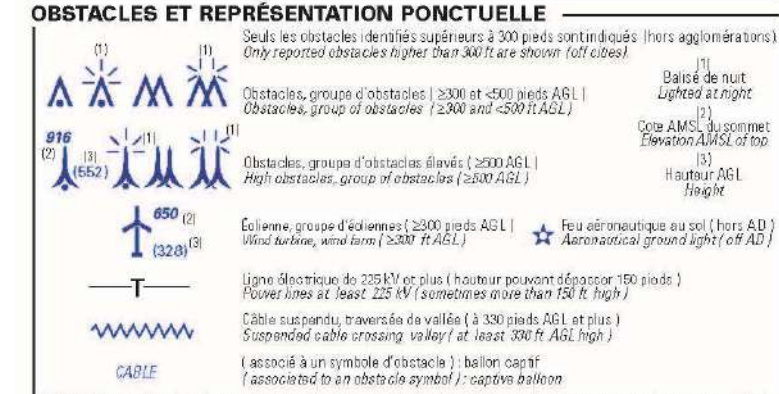 OBSTACLES ET REPRÉSENTATION PONCTUELLE
Seuls les obstacles identifiés supérieurs à 300 pieds sont indiqués (hors agglomérations)
Only reported obstacles higher than 300 ft are shown (off cities).
(1) (1)
Obstacles, groupe d'obstacles ( ≥300 et <500 pieds AGL )
Obstacles, group of obstacles ( ≥300 and <500 ft AGL )
(1)
Balisé de nuit
Lighted at night
(2)
Cote AMSL du sommet
Elevation AMSL of top
(3)
Hauteur AGL
Height
916
(2) (3) (552) (1) (1)
Obstacles, groupe d'obstacles élevés ( ≥500 AGL )
High obstacles, group of obstacles ( ≥500 AGL )
650 (2)
(328) (3)
Éolienne, groupe d'éoliennes ( ≥300 pieds AGL )
Wind turbine, wind farm ( ≥300 ft AGL )
Feu aéronautique au sol ( hors AD )
Aeronautical ground light ( off AD )
T
Ligne électrique de 225 kV et plus ( hauteur pouvant dépasser 150 pieds )
Power lines at least 225 kV ( sometimes more than 150 ft high )
Câble suspendu, traversée de vallée ( à 330 pieds AGL et plus )
Suspended cable crossing valley ( at least 330 ft AGL high )
CABLE
( associé à un symbole d'obstacle ) : ballon captif
( associated to an obstacle symbol ) : captive balloon